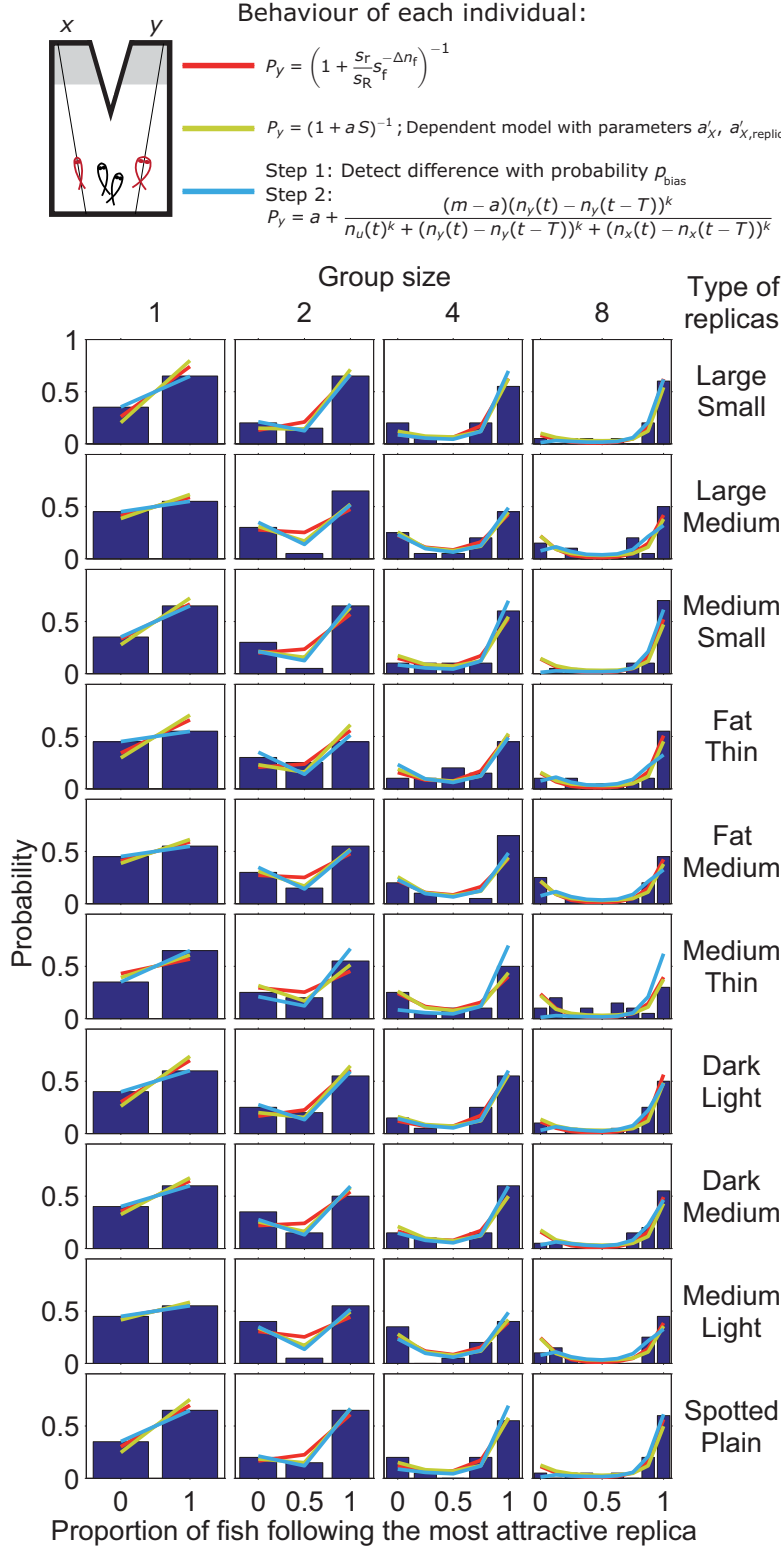 Behaviour of each individual:
x y
P_y = (1 + s_r/s_R s_f^{-Δn_f})^{-1}
P_y = (1 + a S)^{-1} ; Dependent model with parameters a'_X, a'_{X,replic
Step 1: Detect difference with probability p_bias
Step 2:
P_y = a + (m − a)(n_y(t) − n_y(t − T))^k / n_u(t)^k + (n_y(t) − n_y(t − T))^k + (n_x(t) − n_x(t − T))^k
Group size
Type of
replicas
1 2 4 8
1
0.5
0
Large
Small
0.5
0
Large
Medium
0.5
0
Medium
Small
0.5
0
Fat
Thin
0.5
0
Fat
Medium
0.5
0
Medium
Thin
0.5
0
Dark
Light
0.5
0
Dark
Medium
0.5
0
Medium
Light
0.5
0
Spotted
Plain
Probability
0 1 0 0.5 1 0 0.5 1 0 0.5 1
Proportion of fish following the most attractive replica